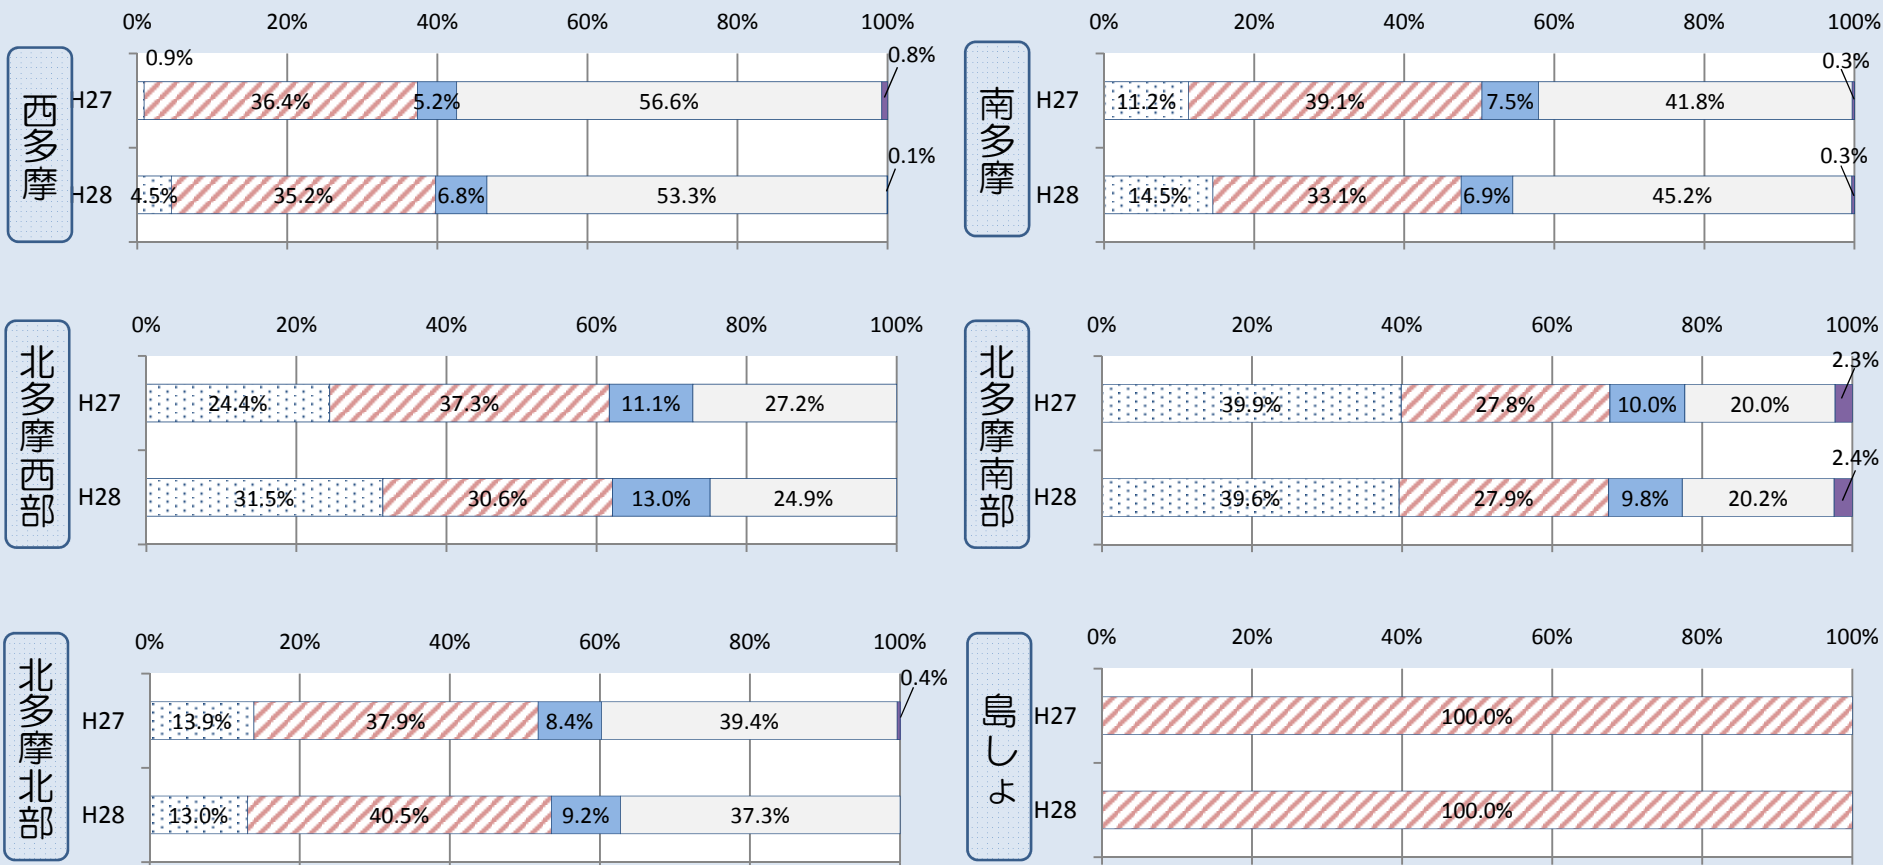 西多摩
0% 20% 40% 60% 80% 100%
0.9% 0.8%
H27 36.4% 5.2% 56.6%
0.1%
H28 4.5% 35.2% 6.8% 53.3%
南多摩
0% 20% 40% 60% 80% 100%
0.3%
H27 11.2% 39.1% 7.5% 41.8%
0.3%
H28 14.5% 33.1% 6.9% 45.2%
北多摩西部
0% 20% 40% 60% 80% 100%
H27 24.4% 37.3% 11.1% 27.2%
H28 31.5% 30.6% 13.0% 24.9%
北多摩南部
0% 20% 40% 60% 80% 100%
2.3%
H27 39.9% 27.8% 10.0% 20.0%
2.4%
H28 39.6% 27.9% 9.8% 20.2%
北多摩北部
0% 20% 40% 60% 80% 100%
0.4%
H27 13.9% 37.9% 8.4% 39.4%
H28 13.0% 40.5% 9.2% 37.3%
島しょ
0% 20% 40% 60% 80% 100%
H27 100.0%
H28 100.0%